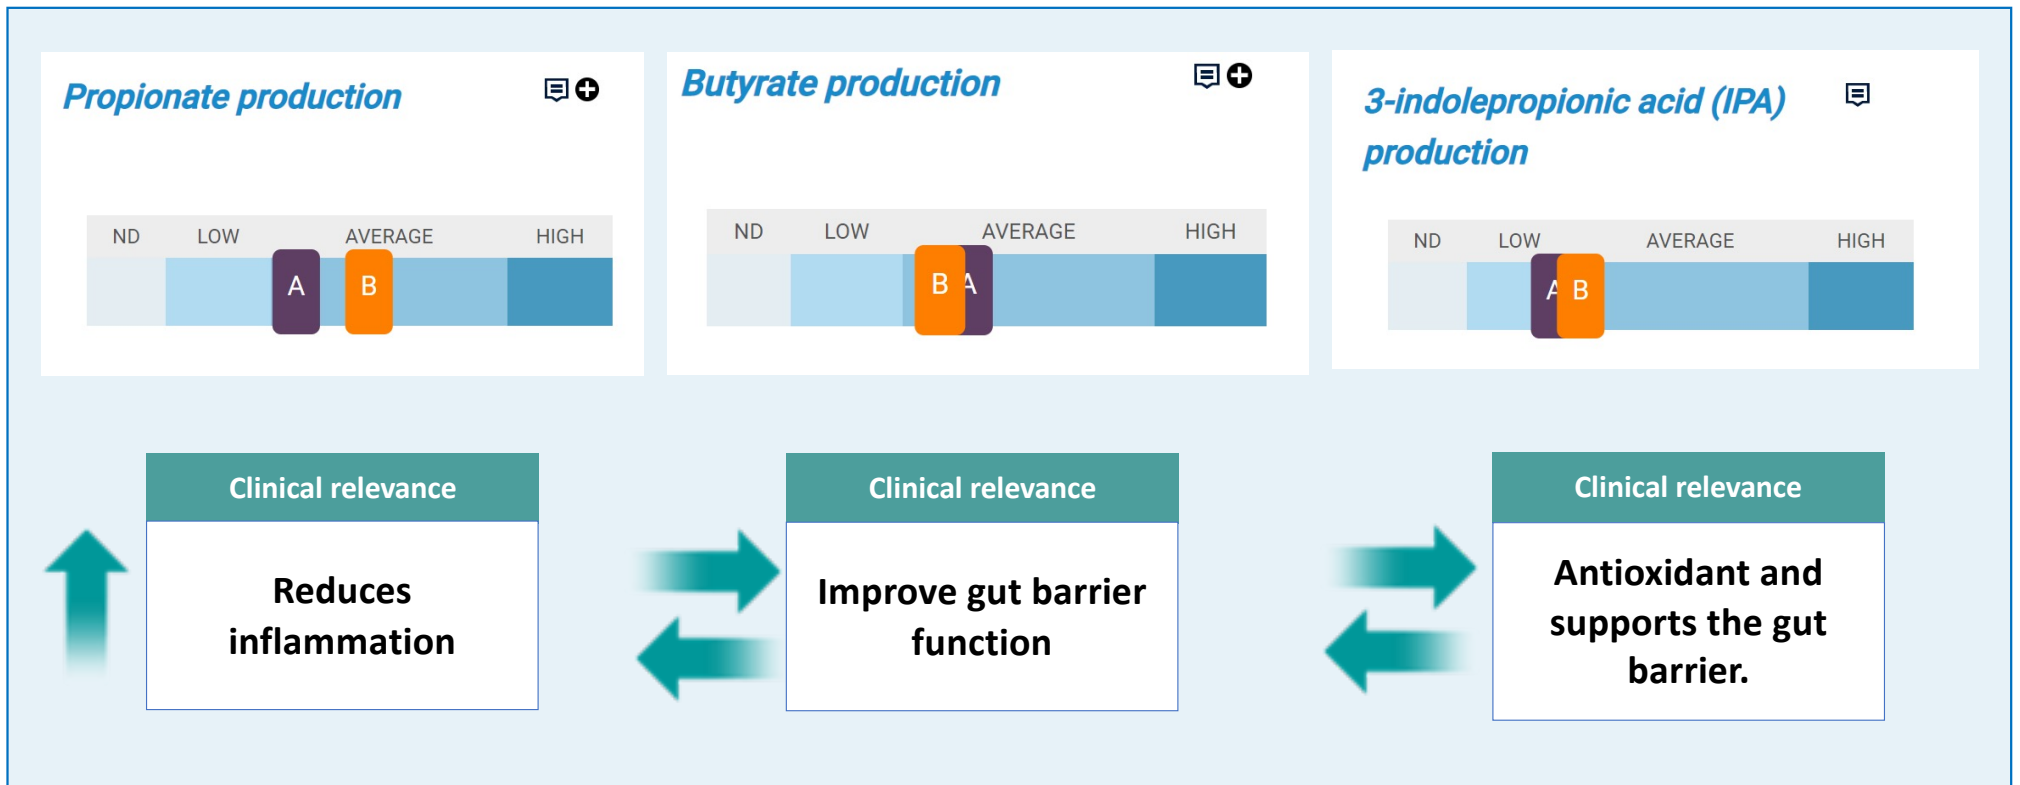 Propionate production
ND LOW AVERAGE HIGH
A B
Butyrate production
ND LOW AVERAGE HIGH
B A
3-indolepropionic acid (IPA)
production
ND LOW AVERAGE HIGH
A B
Clinical relevance
Reduces
inflammation
Clinical relevance
Improve gut barrier
function
Clinical relevance
Antioxidant and
supports the gut
barrier.